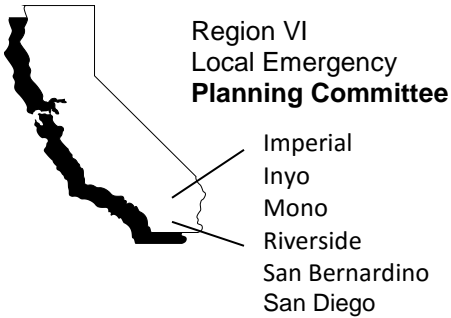 Region VI
Local Emergency
Planning Committee
Imperial
Inyo
Mono
Riverside
San Bernardino
San Diego